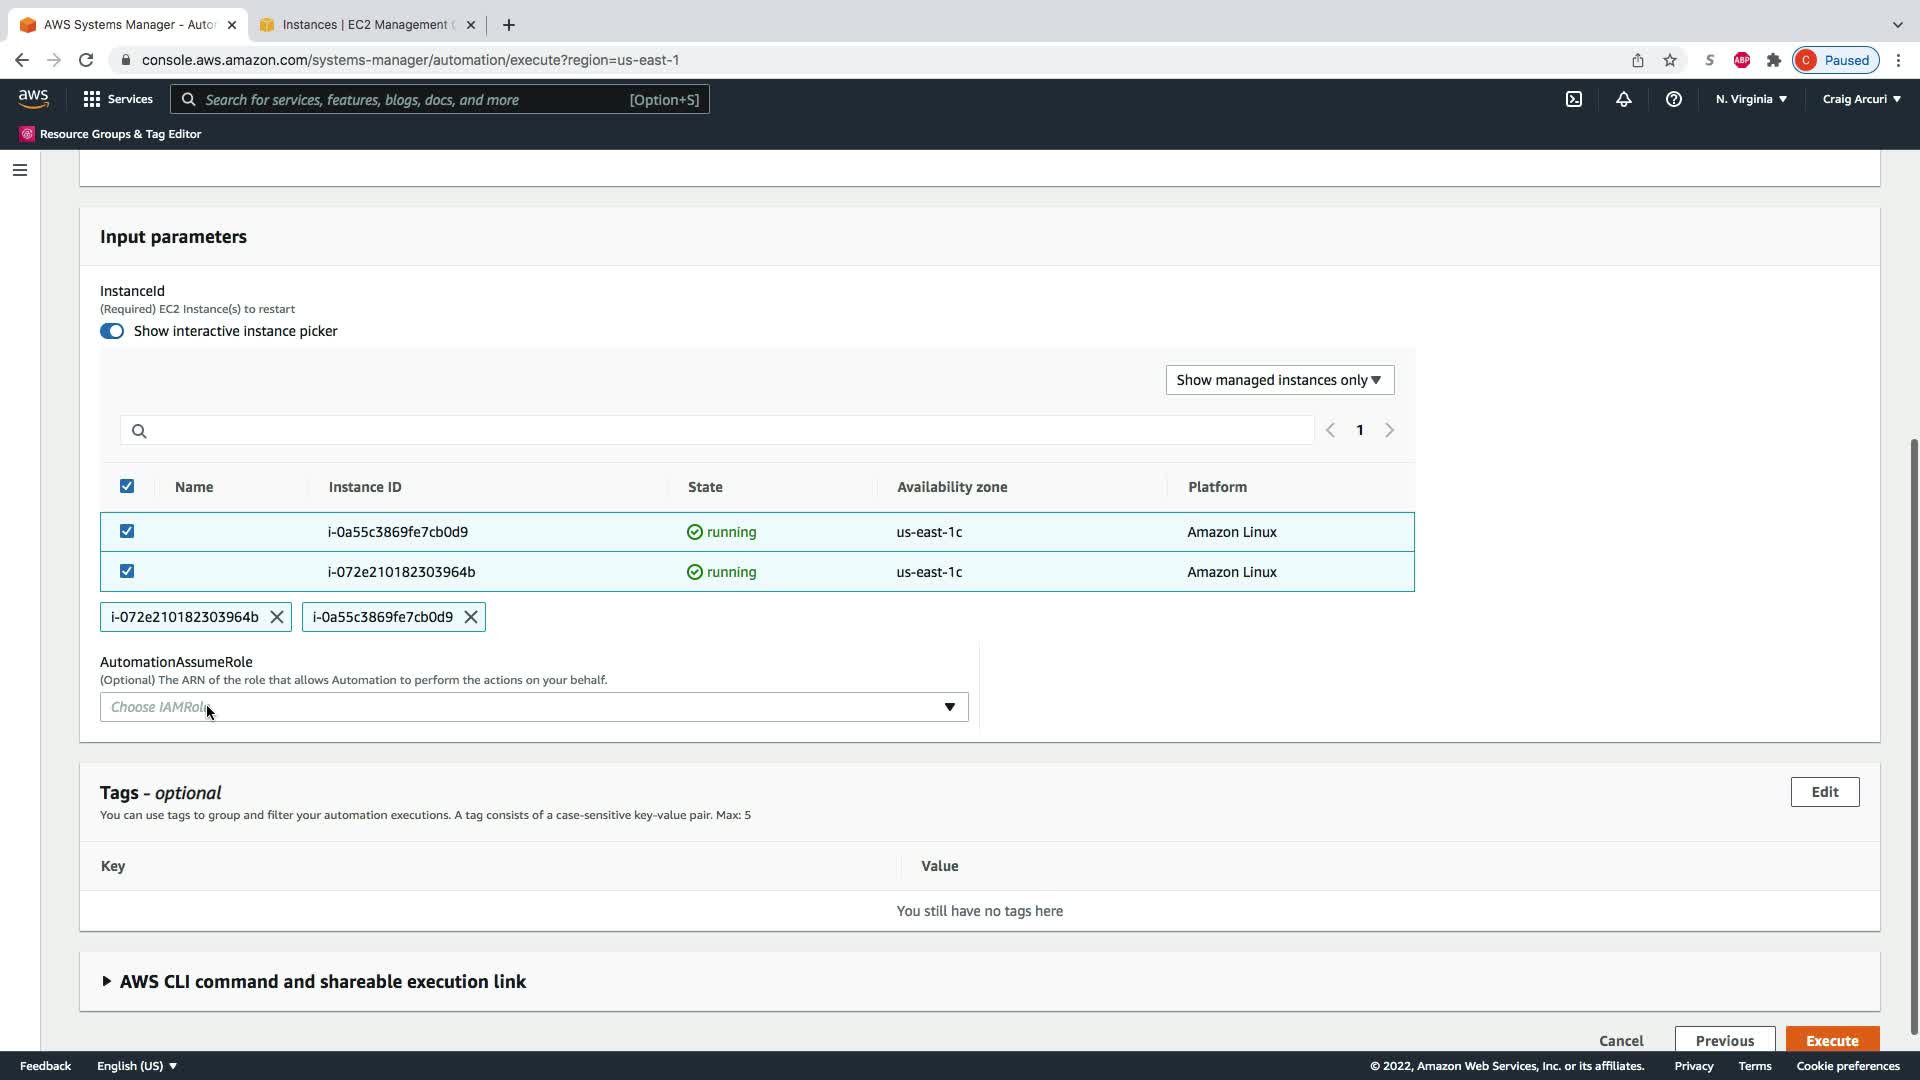 AWS Systems Manager - Auto
Instances | EC2 Management C
console.aws.amazon.com/systems-manager/automation/execute?region=us-east-1
S
ABP
C
Paused
aws
Services
Search for services, features, blogs, docs, and more
[Option+S]
N. Virginia
Craig Arcuri
Resource Groups & Tag Editor
Input parameters
InstanceId
(Required) EC2 Instance(s) to restart
Show interactive instance picker
Show managed instances only
1
Name Instance ID State Availability zone Platform
i-0a55c3869fe7cb0d9 running us-east-1c Amazon Linux
i-072e210182303964b running us-east-1c Amazon Linux
i-072e210182303964b i-0a55c3869fe7cb0d9
AutomationAssumeRole
(Optional) The ARN of the role that allows Automation to perform the actions on your behalf.
Choose IAMRole
Tags - optional
Edit
You can use tags to group and filter your automation executions. A tag consists of a case-sensitive key-value pair. Max: 5
Key Value
You still have no tags here
AWS CLI command and shareable execution link
Cancel Previous Execute
Feedback English (US) © 2022, Amazon Web Services, Inc. or its affiliates. Privacy Terms Cookie preferences